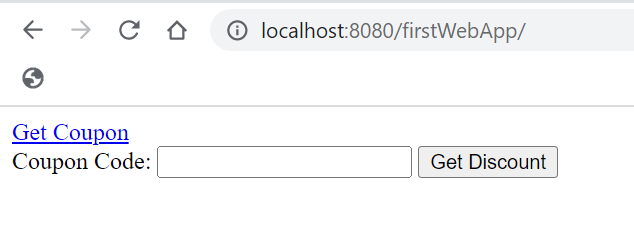 localhost:8080/firstWebApp/
Get Coupon
Coupon Code: Get Discount